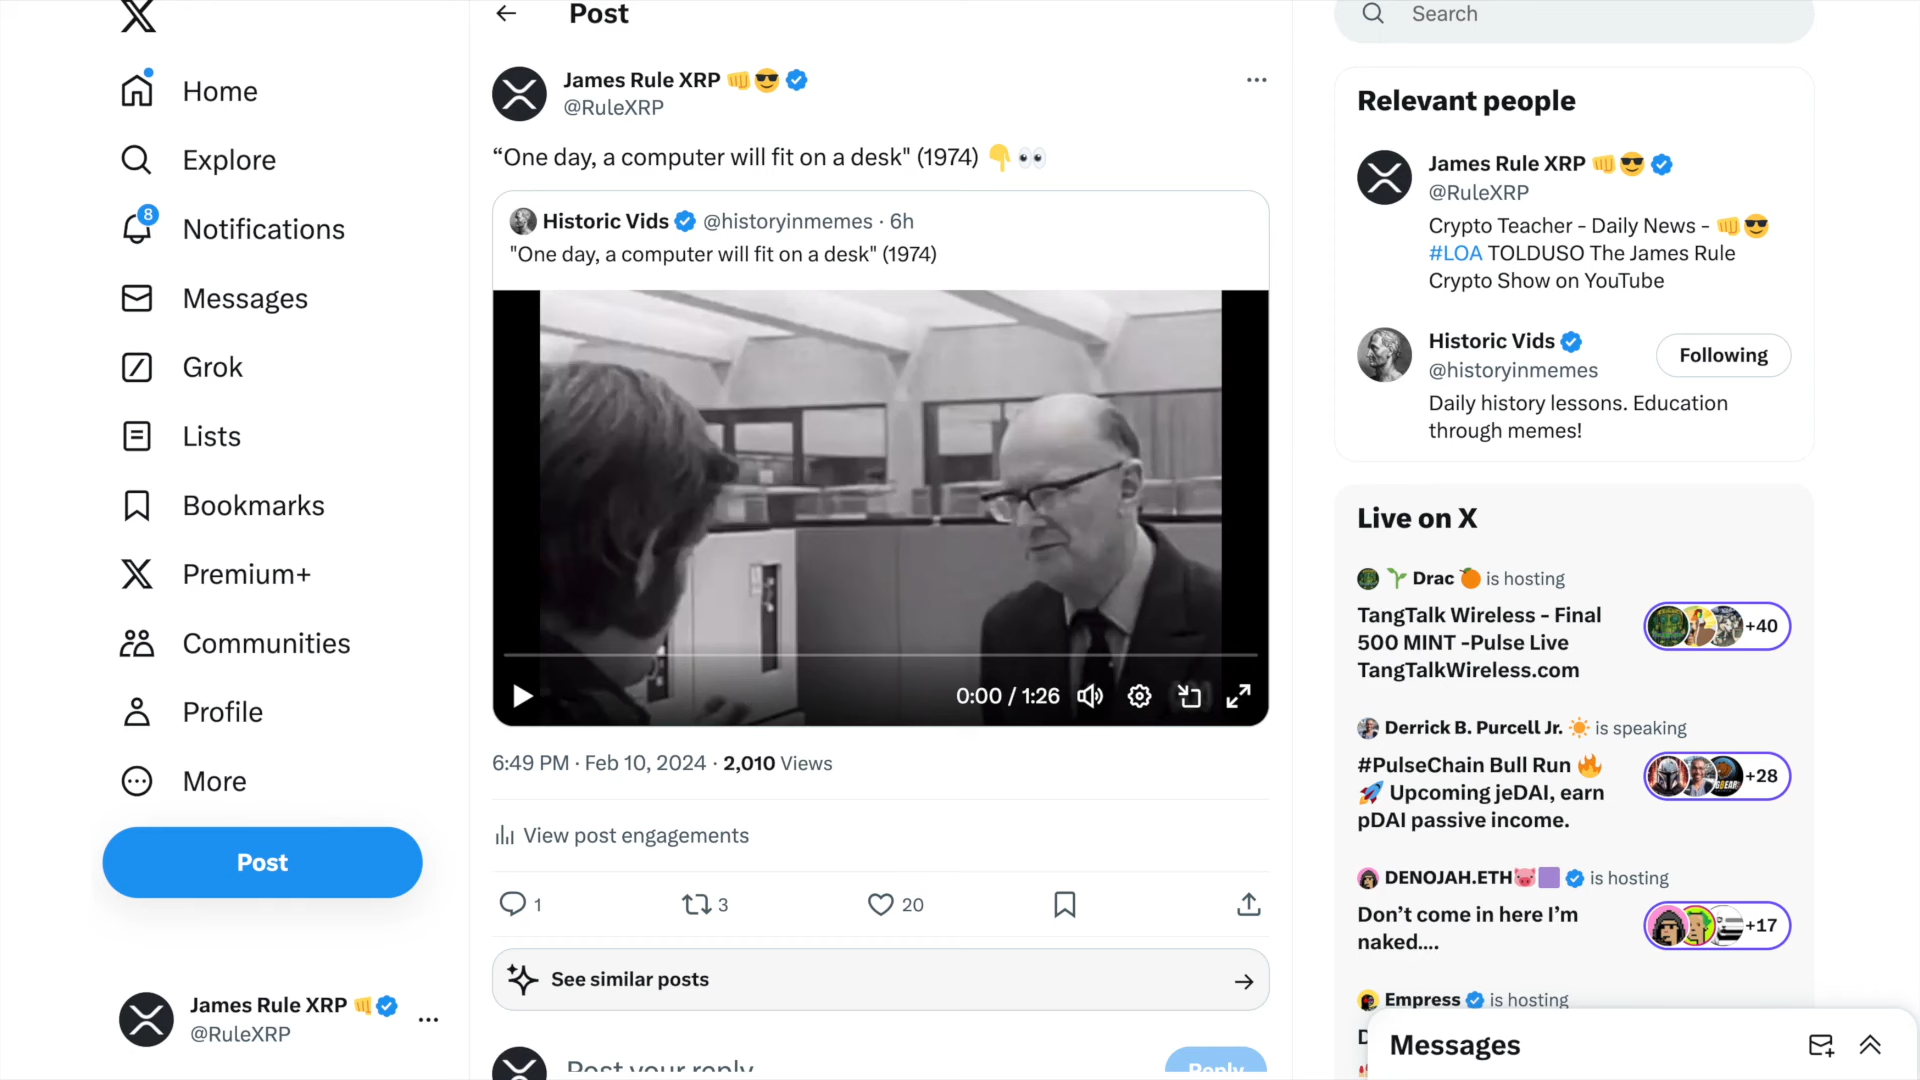 Home
Explore
8
Notifications
Messages
Grok
Lists
Bookmarks
Premium+
Communities
Profile
More
Post
James Rule XRP
@RuleXRP
Post
James Rule XRP
@RuleXRP
“One day, a computer will fit on a desk" (1974)
Historic Vids @historyinmemes · 6h
"One day, a computer will fit on a desk" (1974)
0:00 / 1:26
6:49 PM · Feb 10, 2024 · 2,010 Views
View post engagements
1 3 20
See similar posts
Post your reply
Reply
Search
Relevant people
James Rule XRP
@RuleXRP
Crypto Teacher - Daily News -
#LOA TOLDUSO The James Rule
Crypto Show on YouTube
Historic Vids
@historyinmemes
Following
Daily history lessons. Education
through memes!
Live on X
Drac is hosting
TangTalk Wireless - Final
500 MINT -Pulse Live
TangTalkWireless.com
+40
Derrick B. Purcell Jr. is speaking
#PulseChain Bull Run
Upcoming jeDAI, earn
pDAI passive income.
+28
DENOJAH.ETH is hosting
Don’t come in here I’m
naked....
+17
Empress is hosting
Messages